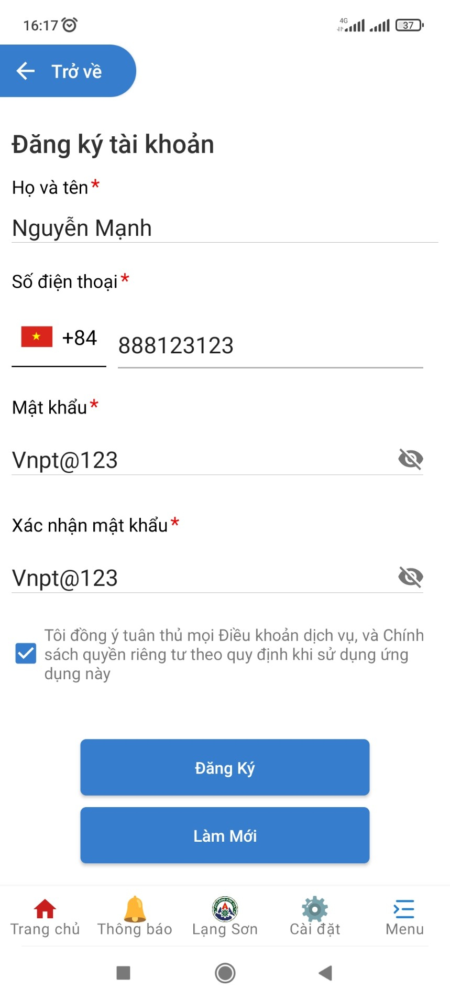 16:17
4G
37
Trở về
Đăng ký tài khoản
Họ và tên*
Nguyễn Mạnh
Số điện thoại*
+84
888123123
Mật khẩu*
Vnpt@123
Xác nhận mật khẩu*
Vnpt@123
Tôi đồng ý tuân thủ mọi Điều khoản dịch vụ, và Chính
sách quyền riêng tư theo quy định khi sử dụng ứng
dụng này
Đăng Ký
Làm Mới
Trang chủ
Thông báo
Lạng Sơn
Cài đặt
Menu